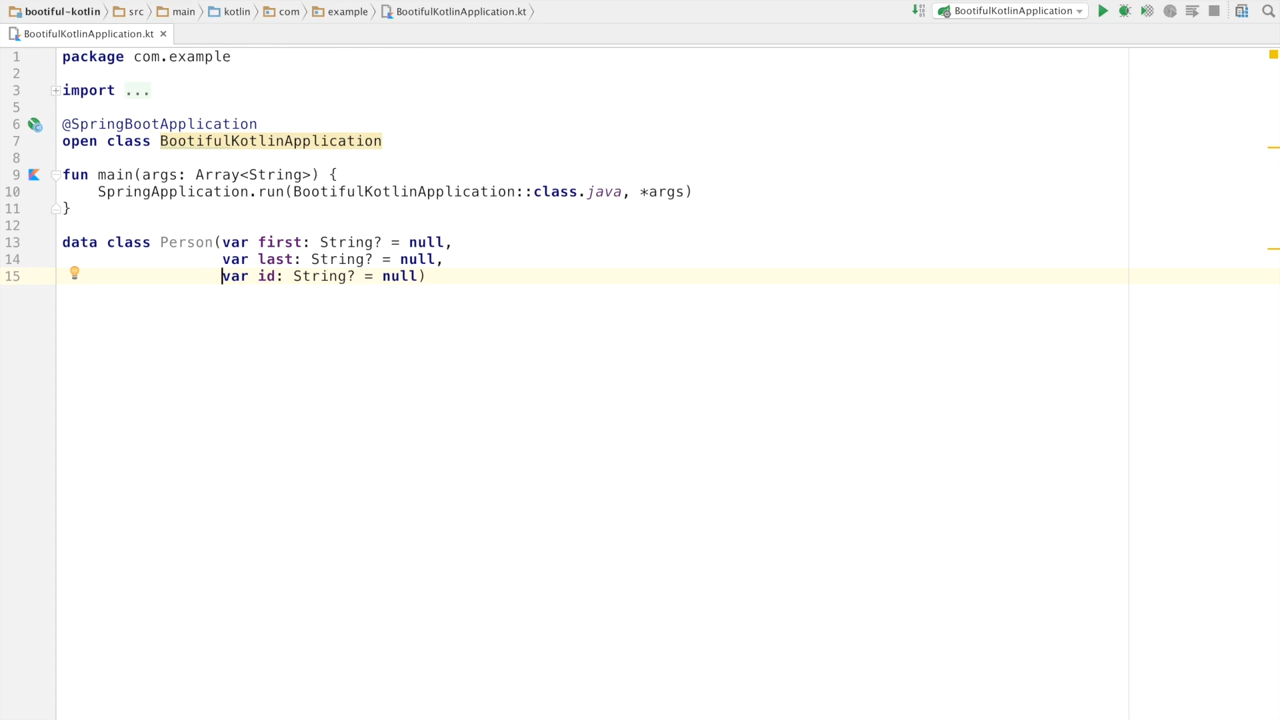 bootiful-kotlin src main kotlin com example BootifulKotlinApplication.kt BootifulKotlinApplication
BootifulKotlinApplication.kt
1 package com.example
2
3 import ...
5
6 @SpringBootApplication
7 open class BootifulKotlinApplication
8
9 fun main(args: Array<String>) {
10 SpringApplication.run(BootifulKotlinApplication::class.java, *args)
11 }
12
13 data class Person(var first: String? = null,
14 var last: String? = null,
15 var id: String? = null)